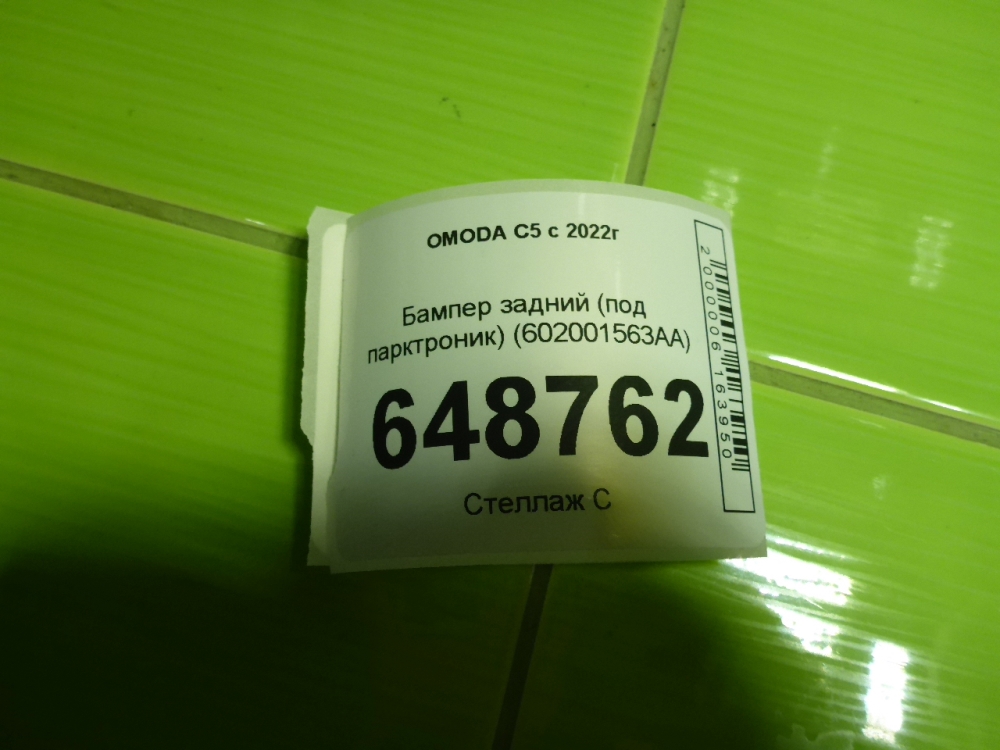 OMODA C5 с 2022г
Бампер задний (под
парктроник) (602001563AA)
648762
Стеллаж С
2000006163950